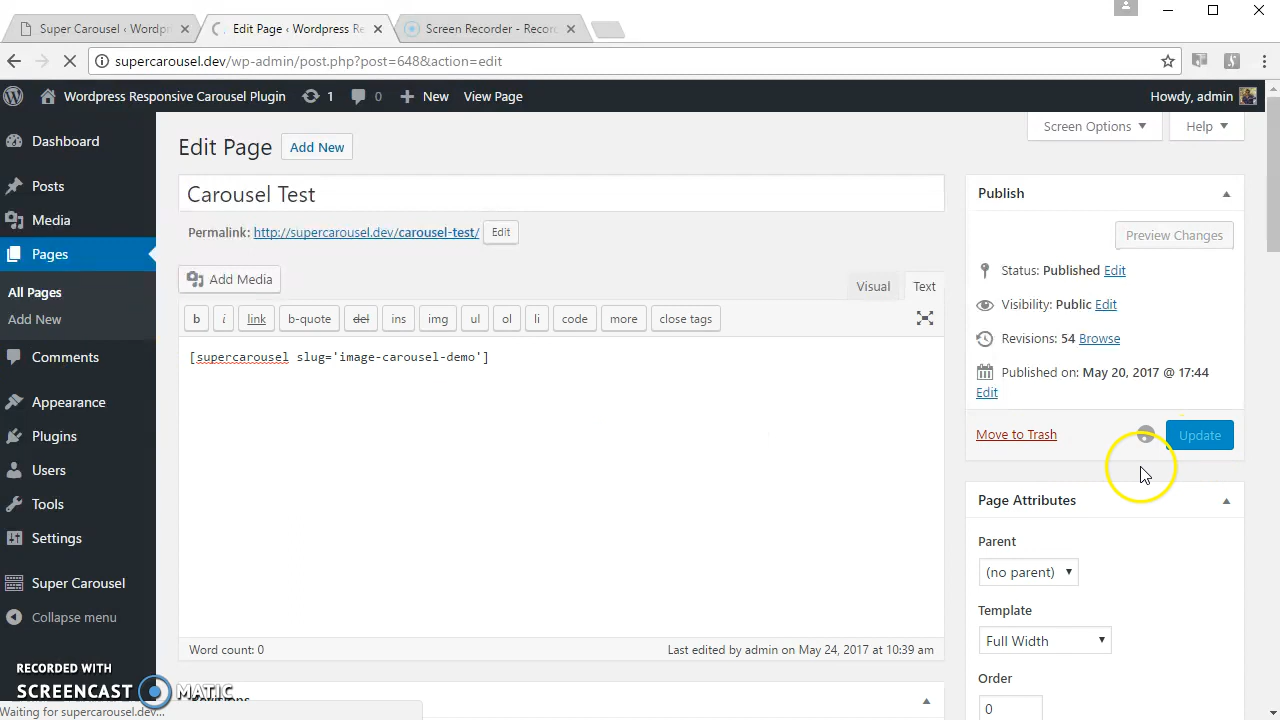 Super Carousel ‹ Wordpr
Edit Page ‹ Wordpress Re
Screen Recorder - Record
supercarousel.dev/wp-admin/post.php?post=648&action=edit
Wordpress Responsive Carousel Plugin
1
0
New
View Page
Howdy, admin
Dashboard
Posts
Media
Pages
All Pages
Add New
Comments
Appearance
Plugins
Users
Tools
Settings
Super Carousel
Collapse menu
Screen Options
Help
Edit Page
Add New
Carousel Test
Permalink: http://supercarousel.dev/carousel-test/
Edit
Add Media
Visual
Text
b
i
link
b-quote
del
ins
img
ul
ol
li
code
more
close tags
[supercarousel slug='image-carousel-demo']
Word count: 0
Last edited by admin on May 24, 2017 at 10:39 am
Revisions
Publish
Preview Changes
Status: Published Edit
Visibility: Public Edit
Revisions: 54 Browse
Published on: May 20, 2017 @ 17:44
Edit
Move to Trash
Update
Page Attributes
Parent
(no parent)
Template
Full Width
Order
0
RECORDED WITH
SCREENCAST MATIC
Waiting for supercarousel.dev...